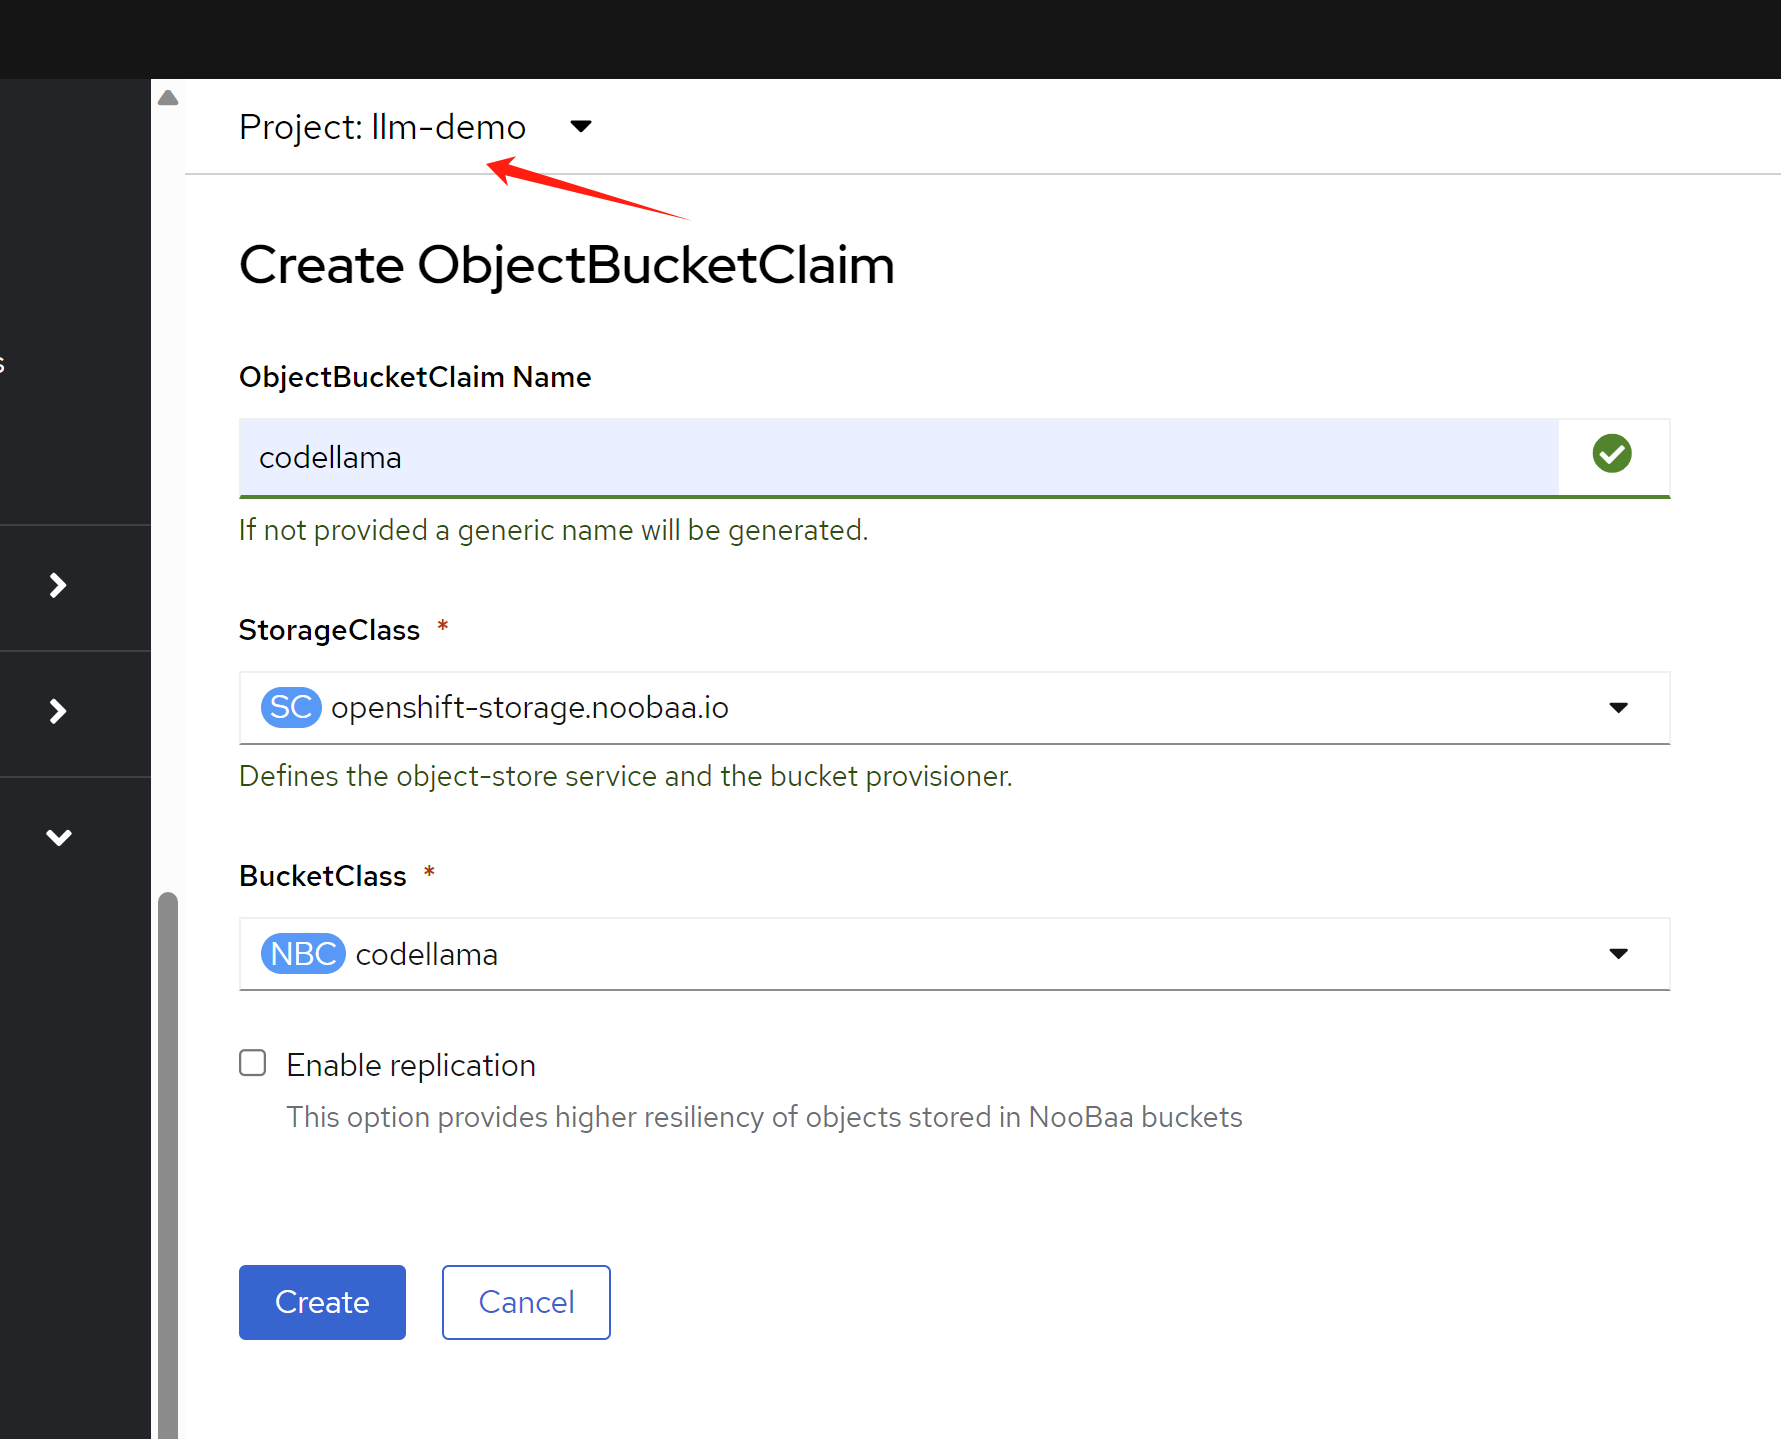 Project: llm-demo
Create ObjectBucketClaim
ObjectBucketClaim Name
codellama
If not provided a generic name will be generated.
StorageClass *
SC openshift-storage.noobaa.io
Defines the object-store service and the bucket provisioner.
BucketClass *
NBC codellama
Enable replication
This option provides higher resiliency of objects stored in NooBaa buckets
Create Cancel